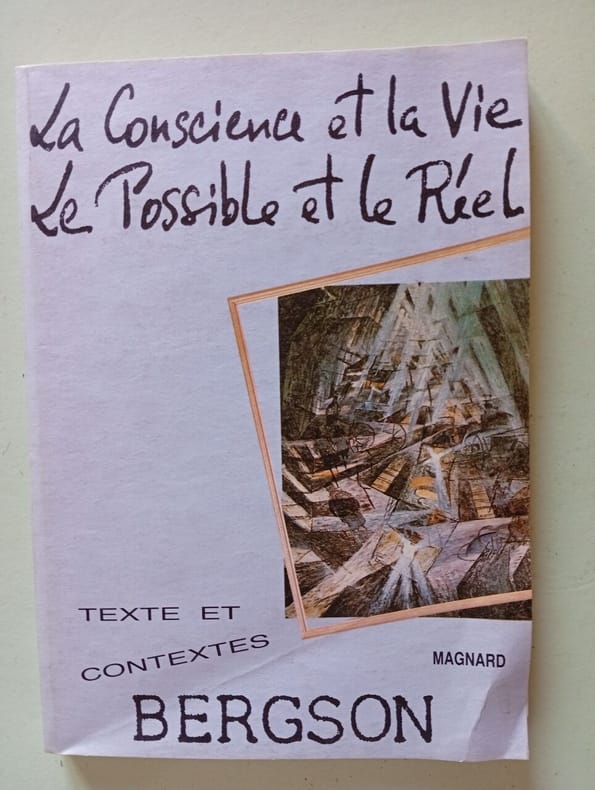 La Conscience et la Vie
Le Possible et le Réel
TEXTE ET
CONTEXTES
MAGNARD
BERGSON